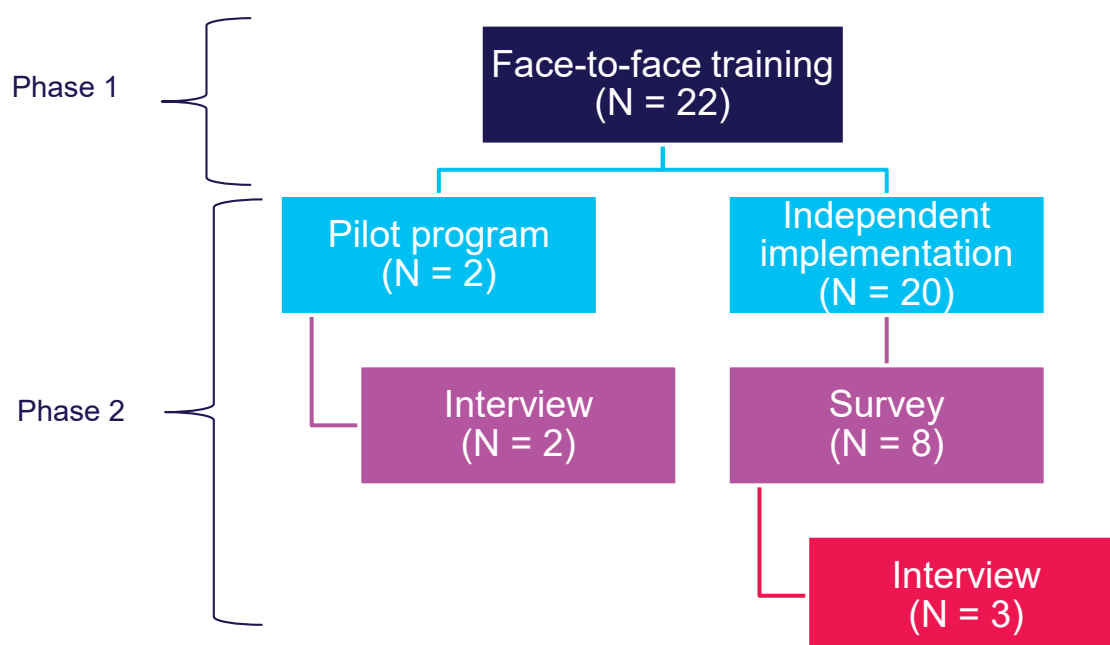 Phase 1
Face-to-face training
(N = 22)
Phase 2
Pilot program
(N = 2)
Independent
implementation
(N = 20)
Interview
(N = 2)
Survey
(N = 8)
Interview
(N = 3)